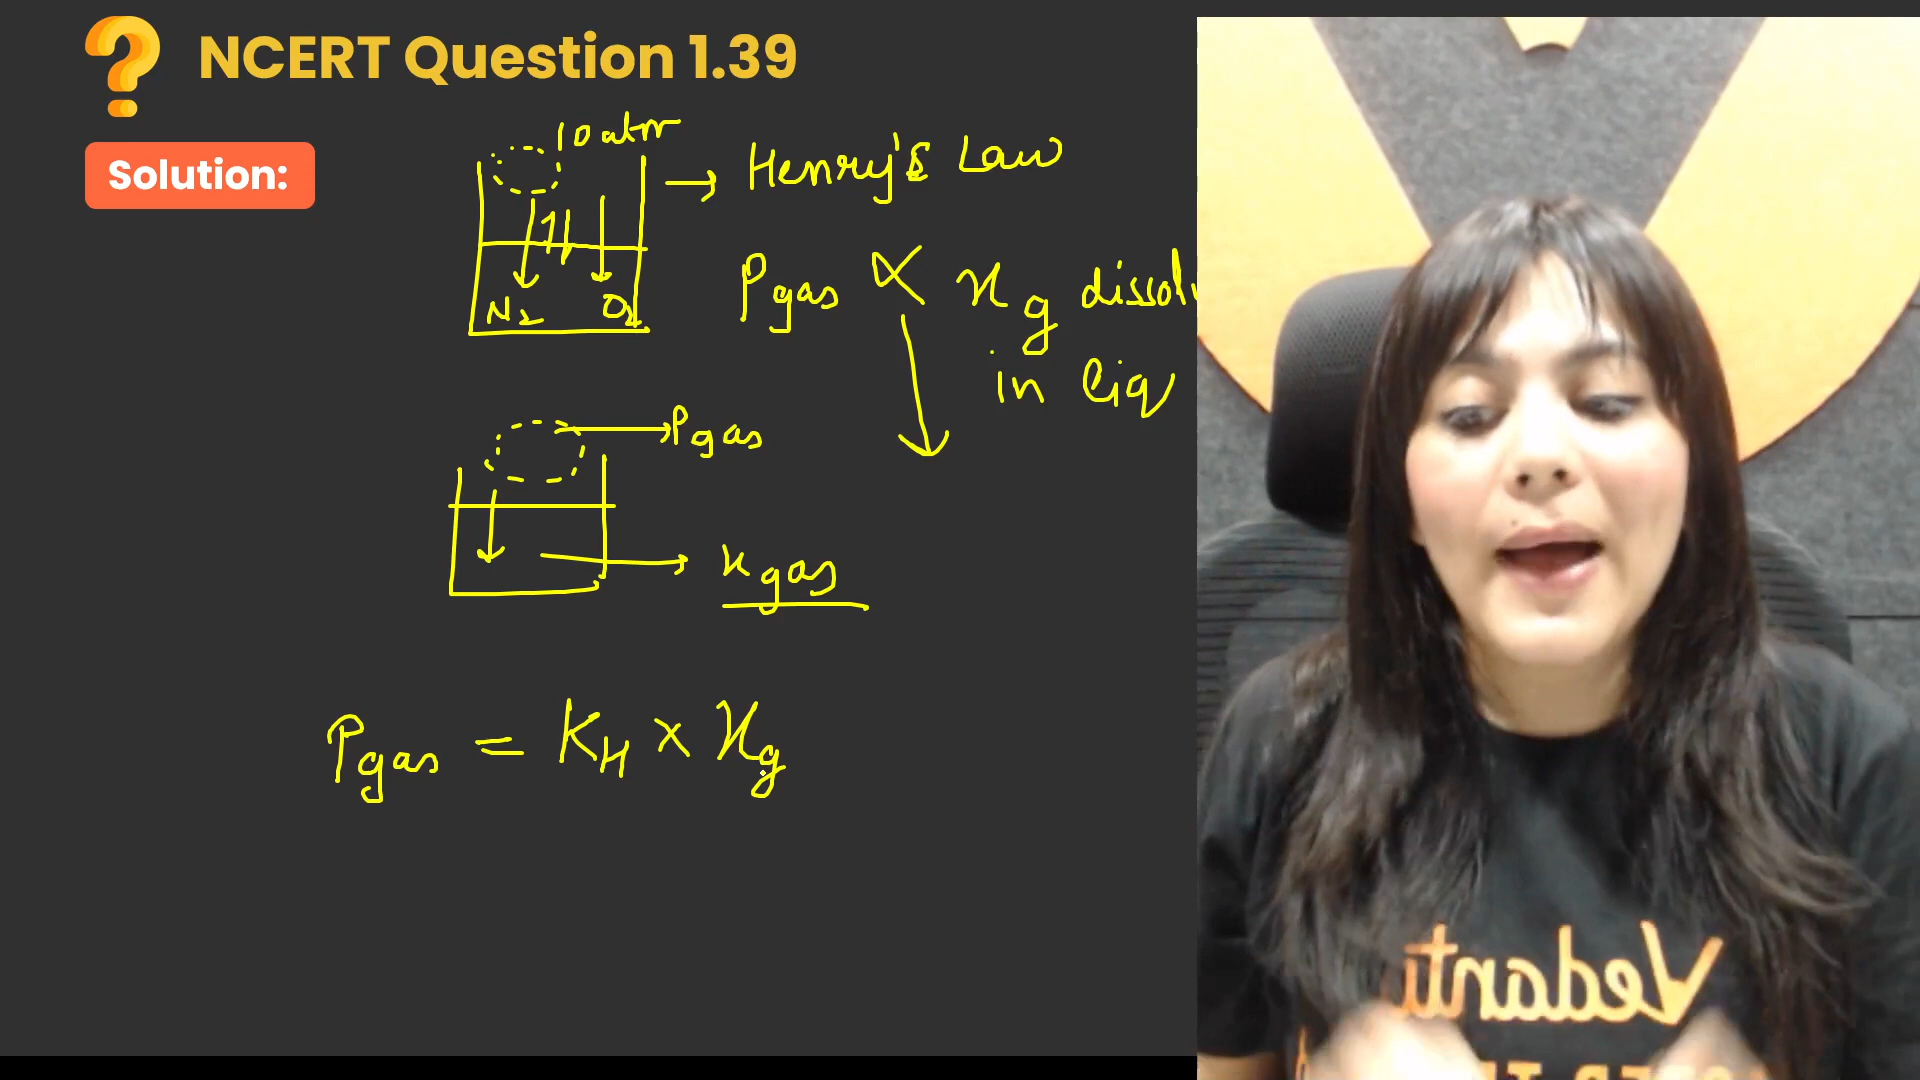 NCERT Question 1.39
Solution:
10 atm
→ Henry's Law
N2 O2
Pgas ∝ xg dissol
in liq
Pgas
xgas
Pgas = KH × xg
Vedantu